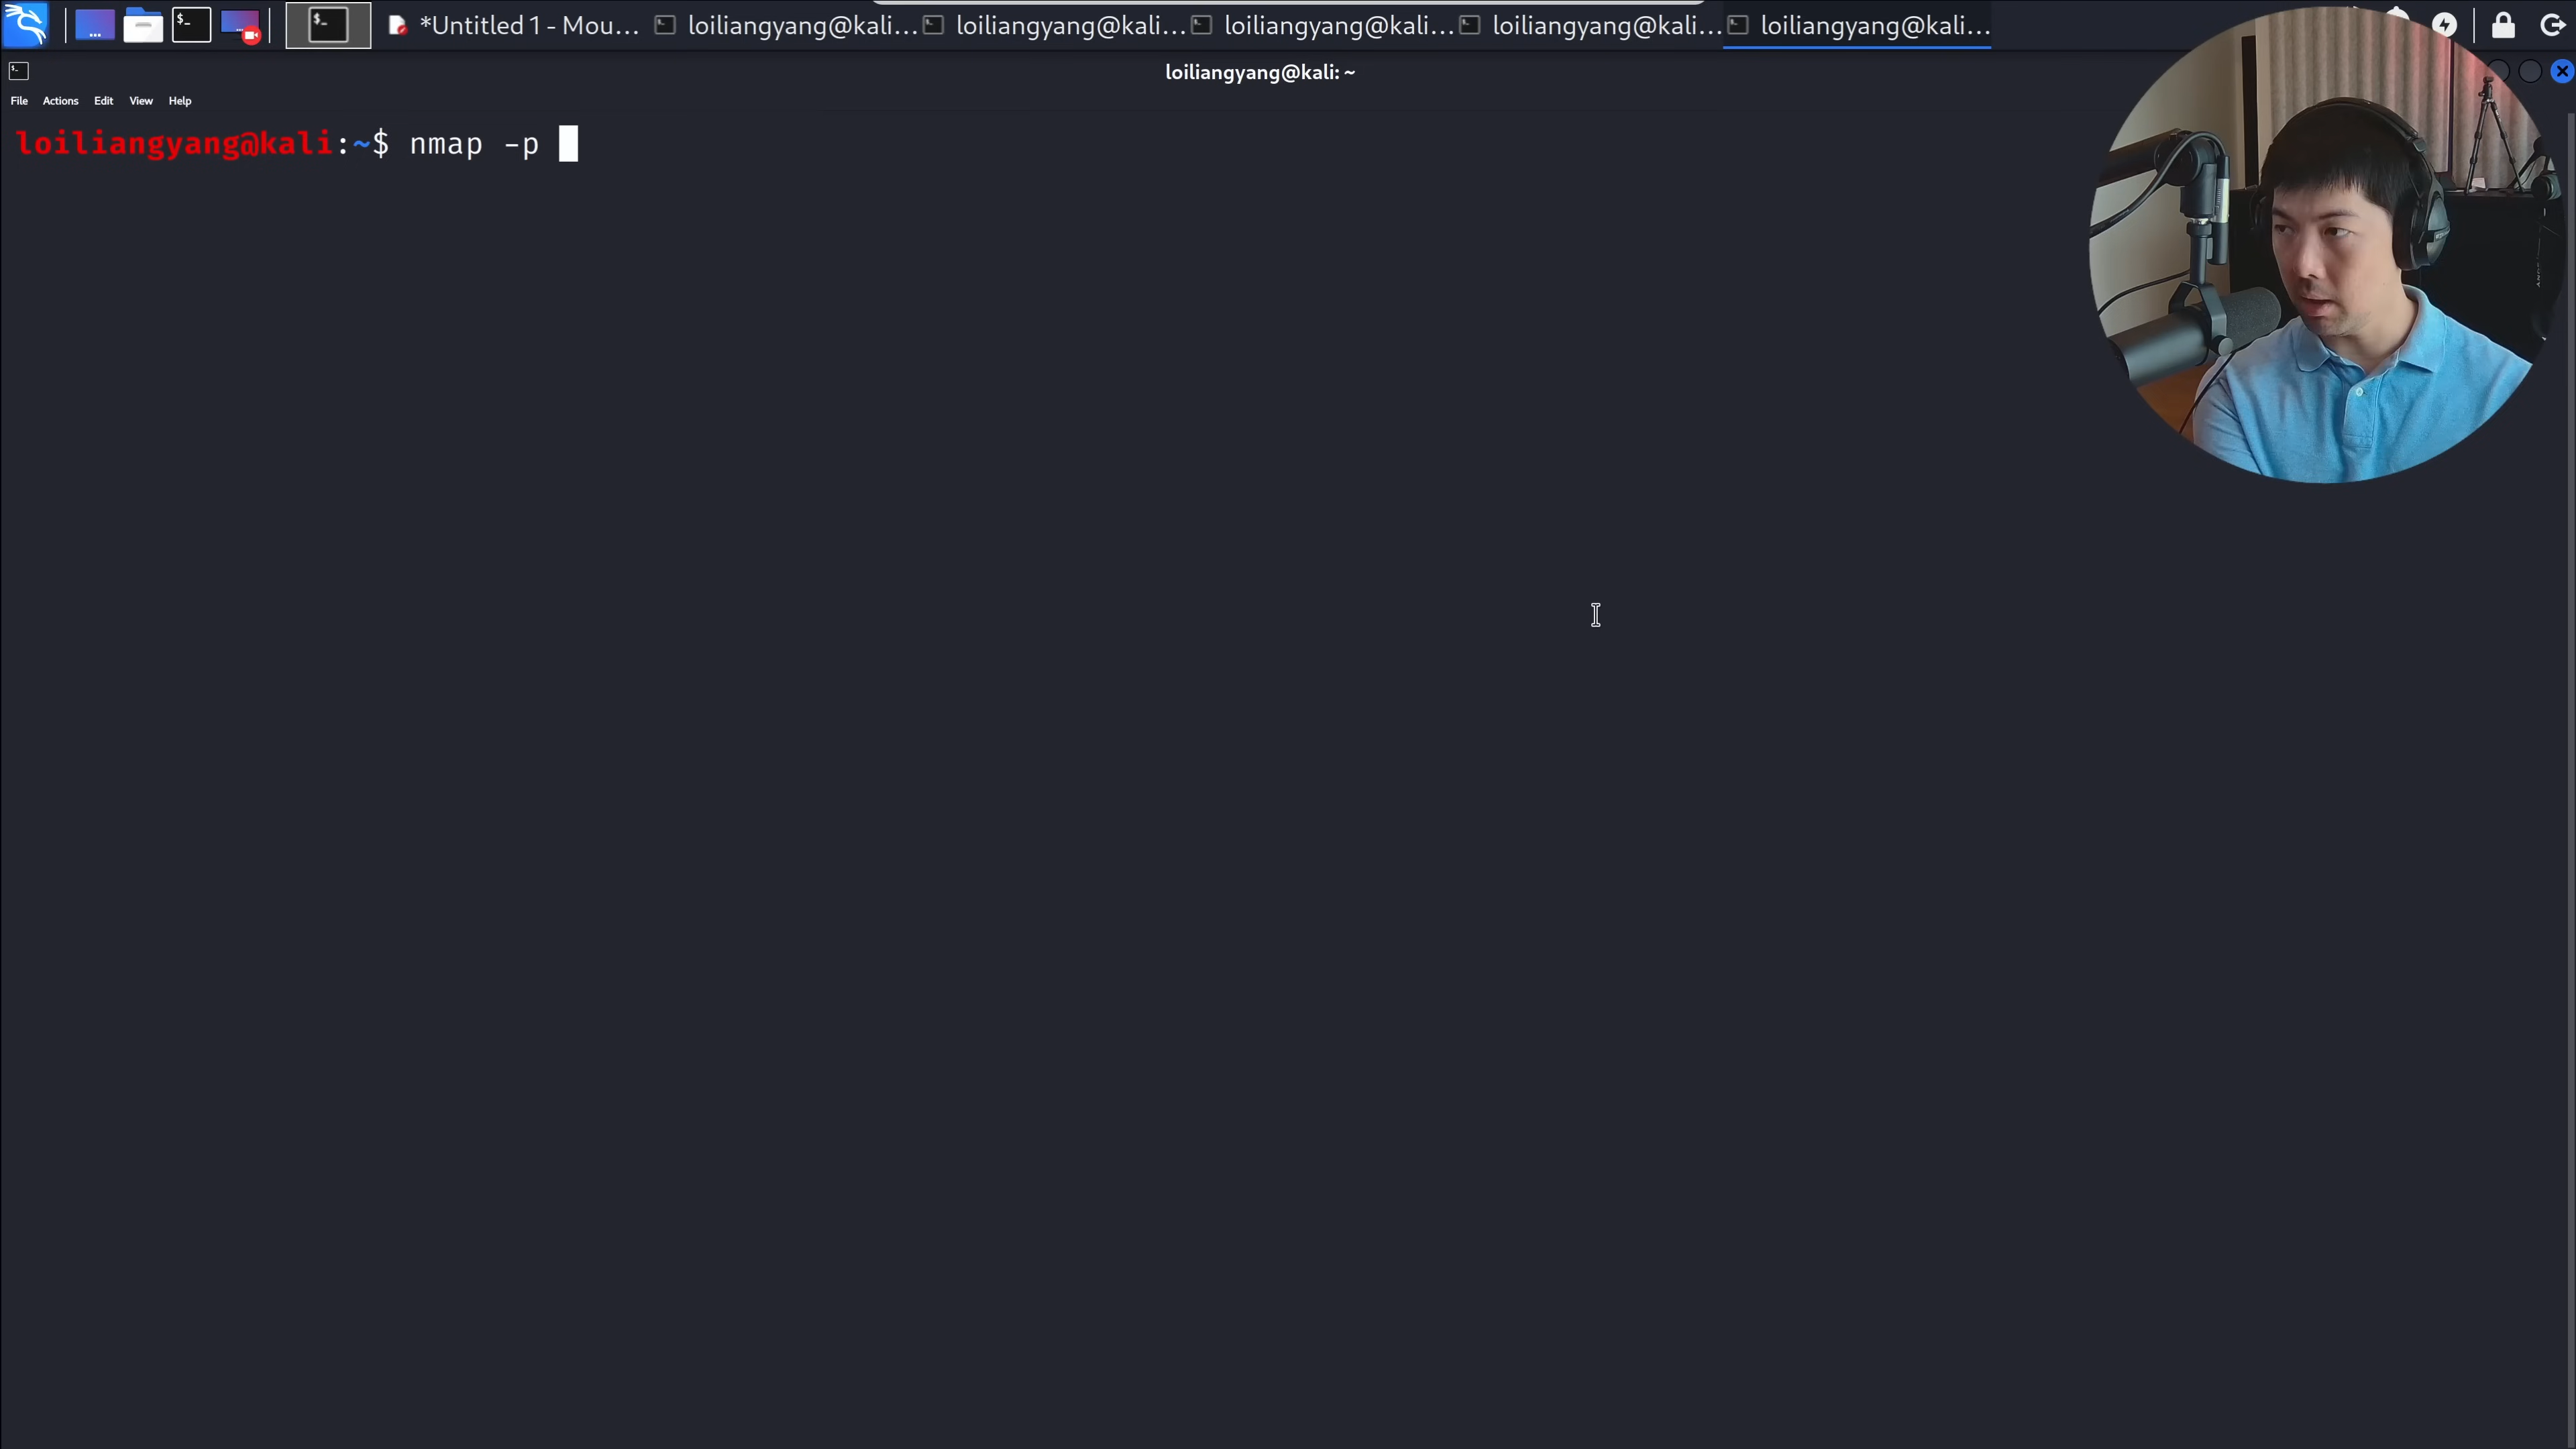 *Untitled 1 - Mou... loiliangyang@kali... loiliangyang@kali... loiliangyang@kali... loiliangyang@kali... loiliangyang@kali...
loiliangyang@kali: ~
File Actions Edit View Help
loiliangyang@kali:~$ nmap -p